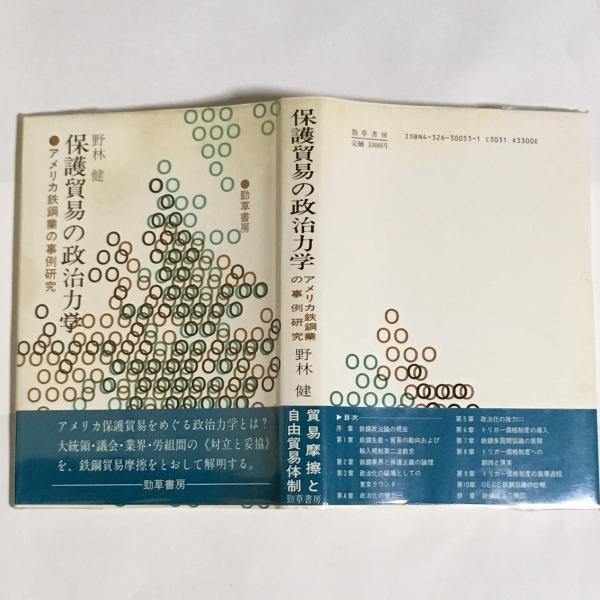 野林 健
保護貿易の政治力学
●アメリカ鉄鋼業の事例研究
●勁草書房
アメリカ保護貿易をめぐる政治力学とは？
大統領・議会・業界・労組間の《対立と妥協》
を、鉄鋼貿易摩擦をとおして解明する。
勁草書房
保護貿易の政治力学
アメリカ鉄鋼業
の事例研究
野林 健
貿易摩擦と
自由貿易体制
勁草書房
勁草書房
定価 3300円
ISBN4-326-30053-1 C3031 ¥3300E
▶目次
序 章 鉄鋼政治論の視座
第1章 鉄鋼生産・貿易の動向および
輸入規制第二波前史
第2章 鉄鋼業界と保護主義の論理
第3章 政治化の磁場としての
東京ラウンド
第4章 政治化の推力㈠
第5章 政治化の推力㈡
第6章 トリガー価格制度の導入
第7章 鉄鋼多国間協議の展開
第8章 トリガー価格制度への
期待と現実
第9章 トリガー価格制度の崩壊過程
第10章 OECD鉄鋼協議の位相
終 章 鉄鋼政治の構図